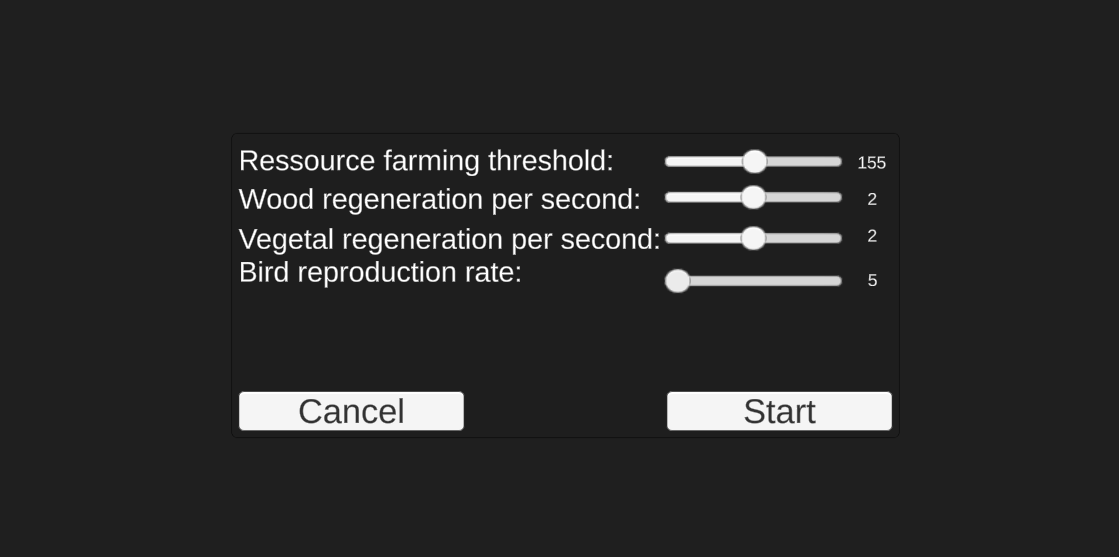 Ressource farming threshold: 155
Wood regeneration per second: 2
Vegetal regeneration per second: 2
Bird reproduction rate: 5
Cancel Start